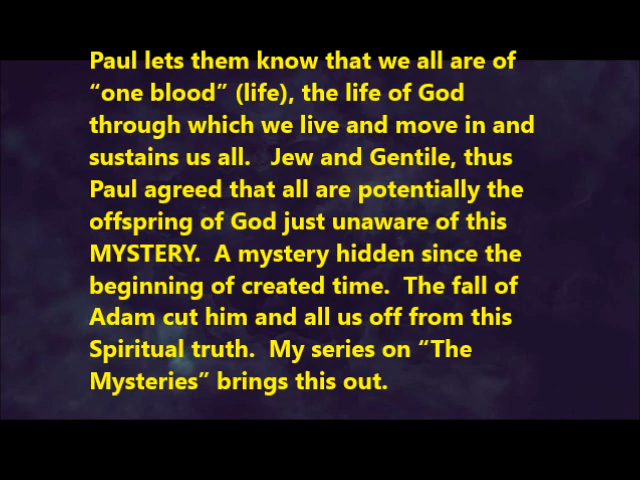 Paul lets them know that we all are of
“one blood” (life), the life of God
through which we live and move in and
sustains us all.   Jew and Gentile, thus
Paul agreed that all are potentially the
offspring of God just unaware of this
MYSTERY.  A mystery hidden since the
beginning of created time.  The fall of
Adam cut him and all us off from this
Spiritual truth.  My series on “The
Mysteries” brings this out.